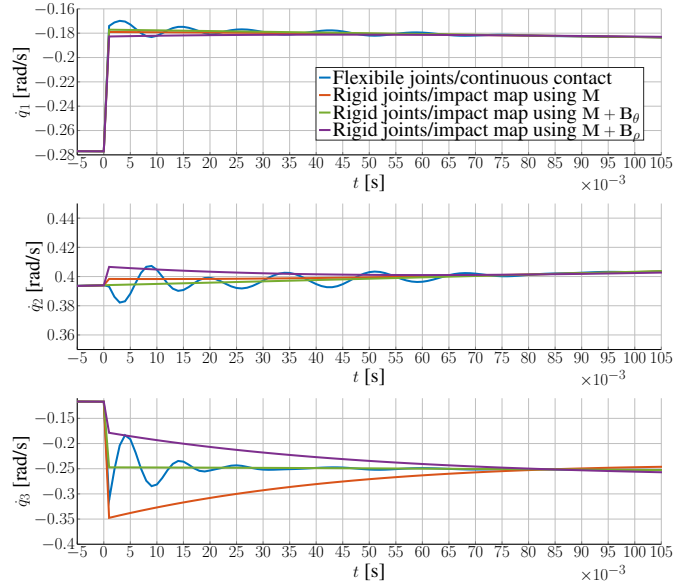 −0.16
−0.18
−0.2
−0.22
−0.24
−0.26
−0.28
q̇1 [rad/s]
Flexibile joints/continuous contact
Rigid joints/impact map using M
Rigid joints/impact map using M + Bθ
Rigid joints/impact map using M + Bρ
−5 0 5 10 15 20 25 30 35 40 45 50 55 60 65 70 75 80 85 90 95 100 105
t [s]
×10−3
0.44
0.42
0.4
0.38
0.36
q̇2 [rad/s]
−5 0 5 10 15 20 25 30 35 40 45 50 55 60 65 70 75 80 85 90 95 100 105
t [s]
×10−3
−0.15
−0.2
−0.25
−0.3
−0.35
−0.4
q̇3 [rad/s]
−5 0 5 10 15 20 25 30 35 40 45 50 55 60 65 70 75 80 85 90 95 100 105
t [s]
×10−3